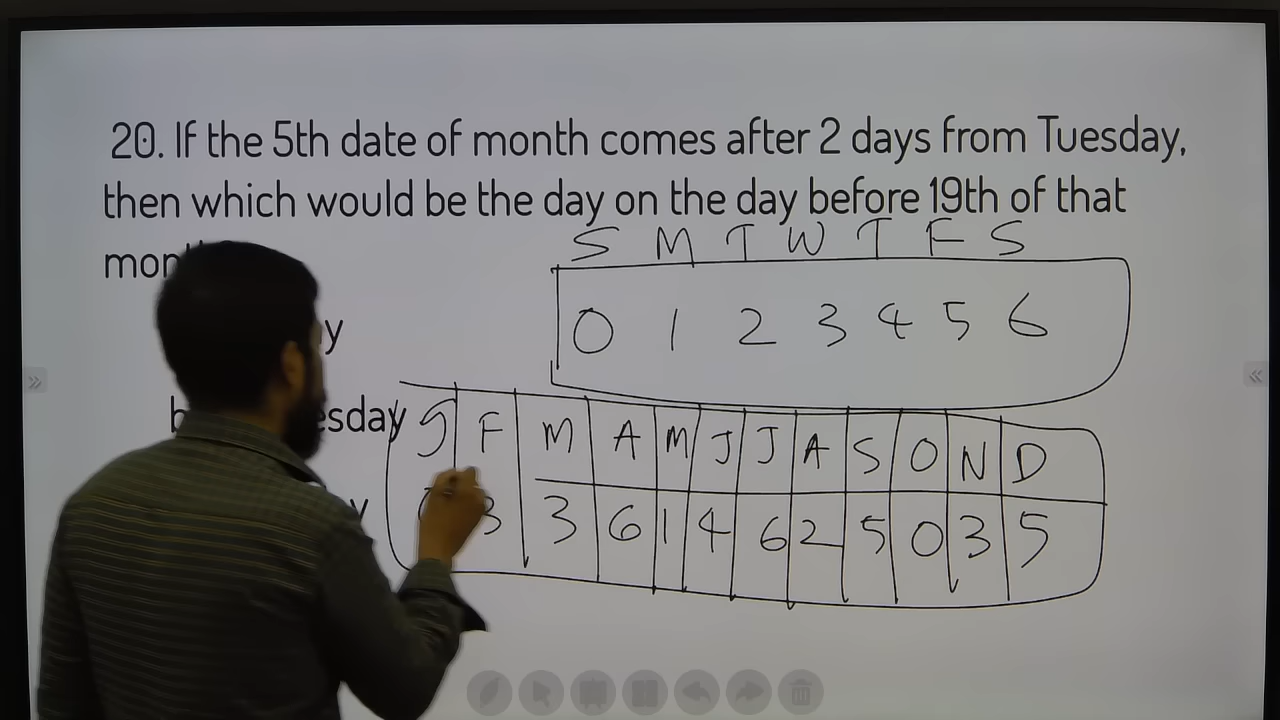 20. If the 5th date of month comes after 2 days from Tuesday,
then which would be the day on the day before 19th of that
S M T W T F S
0 1 2 3 4 5 6
J F M A M J J A S O N D
3 3 6 1 4 6 2 5 0 3 5